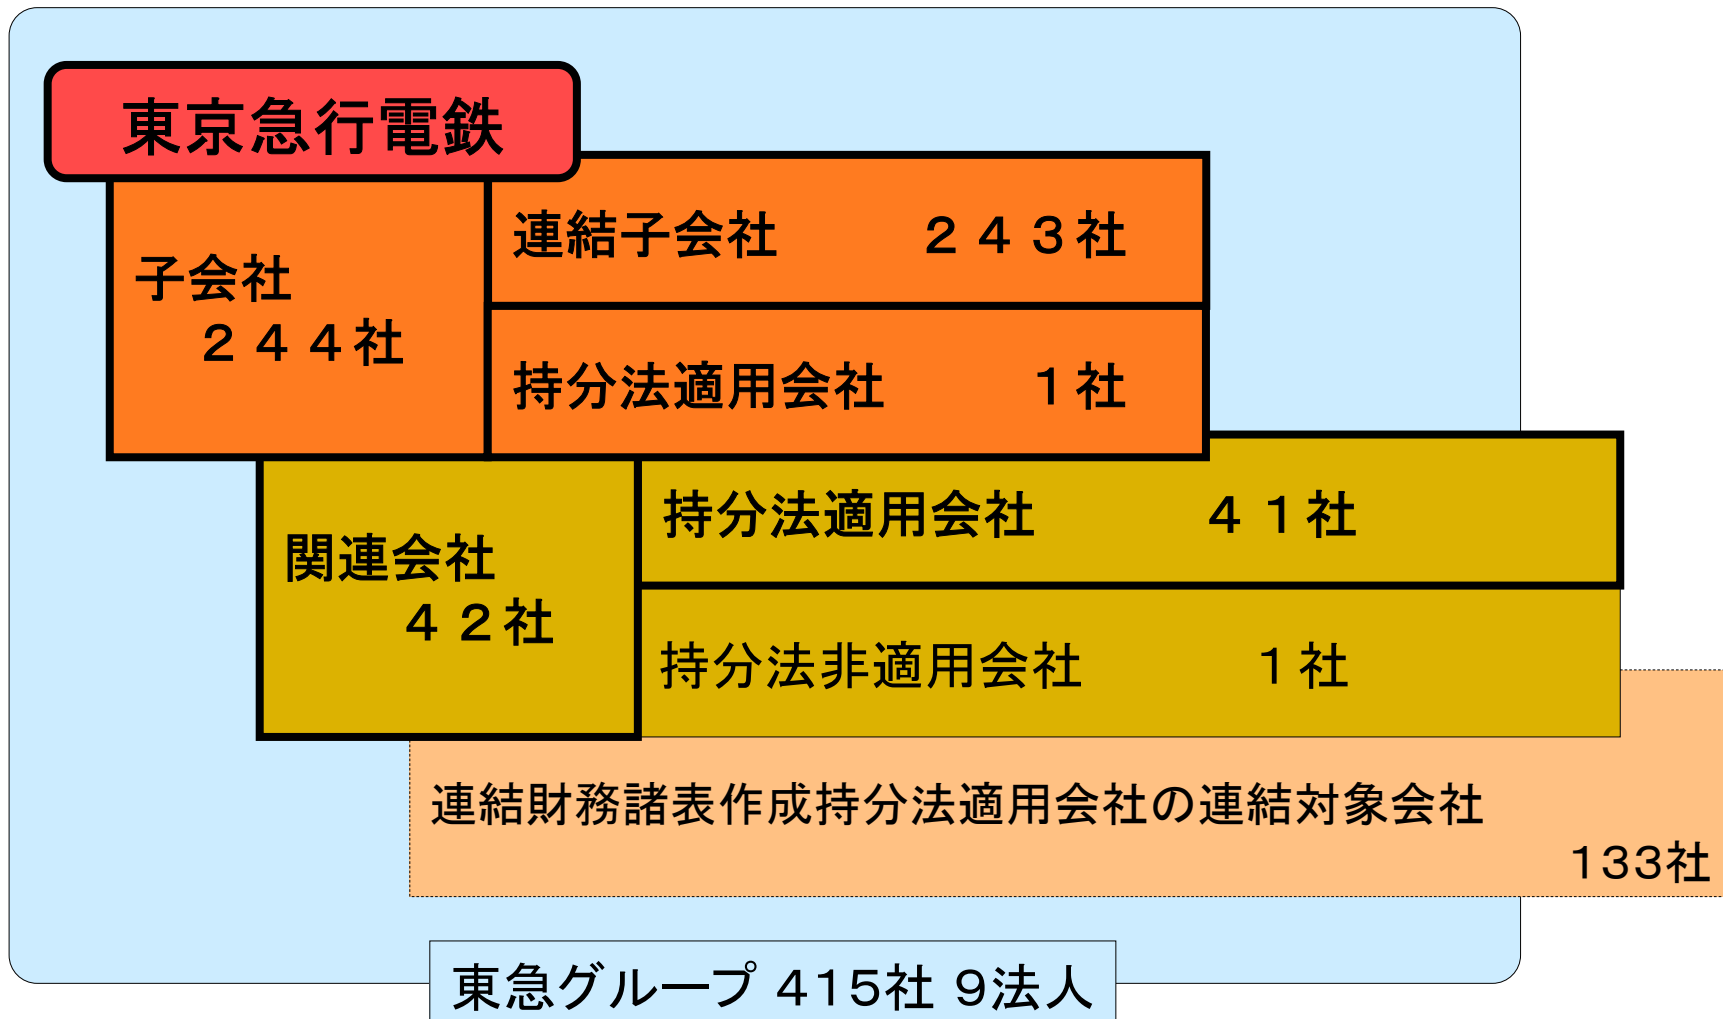 東京急行電鉄
子会社
２４４社
連結子会社　２４３社
持分法適用会社　１社
関連会社
４２社
持分法適用会社　４１社
持分法非適用会社　１社
連結財務諸表作成持分法適用会社の連結対象会社
133社
東急グループ 415社 9法人